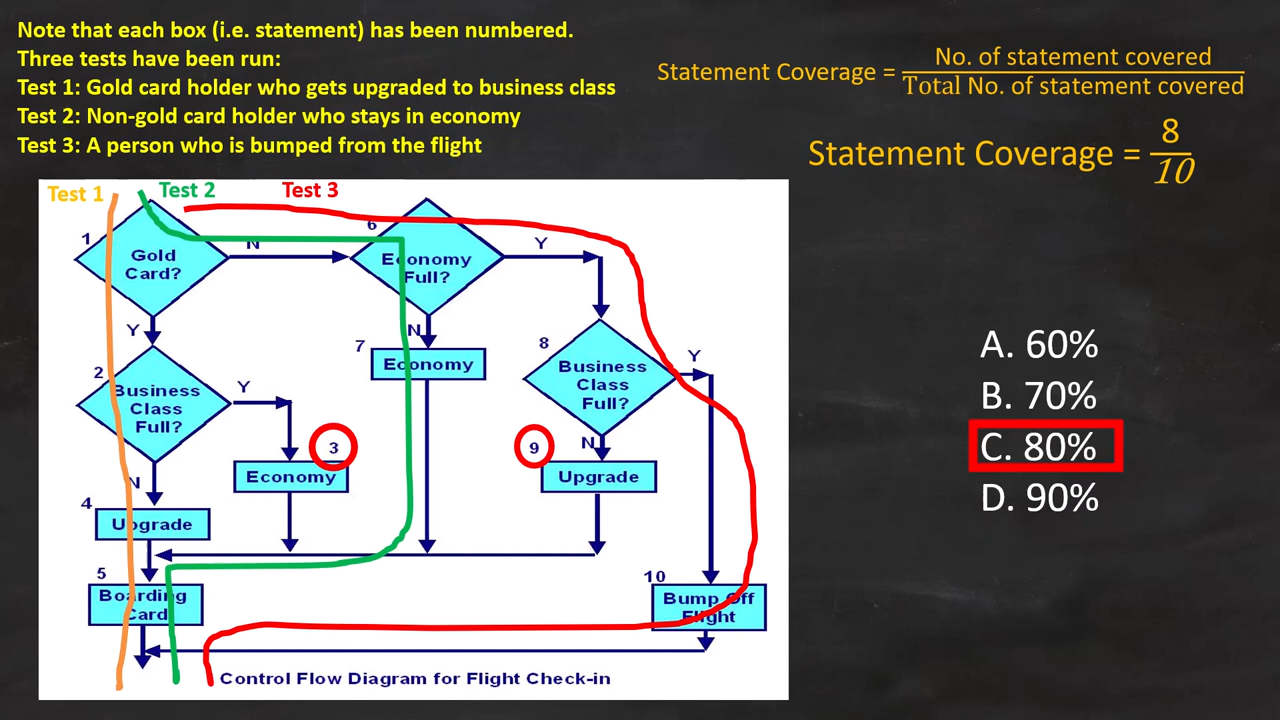 Note that each box (i.e. statement) has been numbered.
Three tests have been run:
Test 1: Gold card holder who gets upgraded to business class
Test 2: Non-gold card holder who stays in economy
Test 3: A person who is bumped from the flight
Statement Coverage = No. of statement covered
Total No. of statement covered
Statement Coverage = 8
10
Test 1
Test 2
Test 3
1
Gold
Card?
N
6
Economy
Full?
Y
Y
N
2
Business
Class
Full?
Y
7
Economy
8
Business
Class
Full?
Y
N
3
Economy
N
9
Upgrade
4
Upgrade
5
Boarding
Card
10
Bump Off
Flight
Control Flow Diagram for Flight Check-in
A. 60%
B. 70%
C. 80%
D. 90%